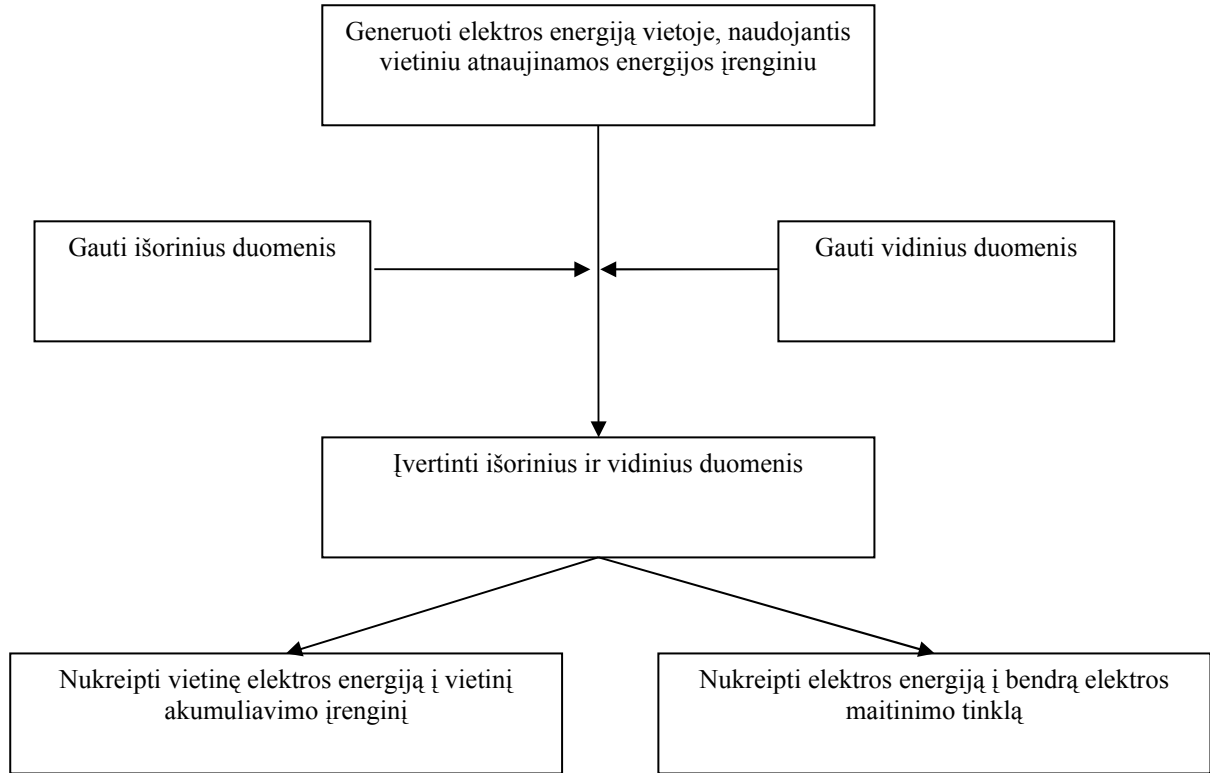 Generuoti elektros energiją vietoje, naudojantis
vietiniu atnaujinamos energijos įrenginiu
Gauti išorinius duomenis
Gauti vidinius duomenis
Įvertinti išorinius ir vidinius duomenis
Nukreipti vietinę elektros energiją į vietinį
akumuliavimo įrenginį
Nukreipti elektros energiją į bendrą elektros
maitinimo tinklą